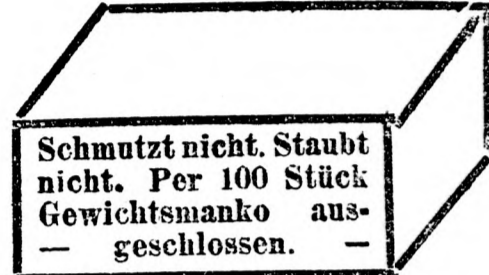 Schmutzt nicht. Staubt
nicht. Per 100 Stück
Gewichtsmanko aus-
— geschlossen. —